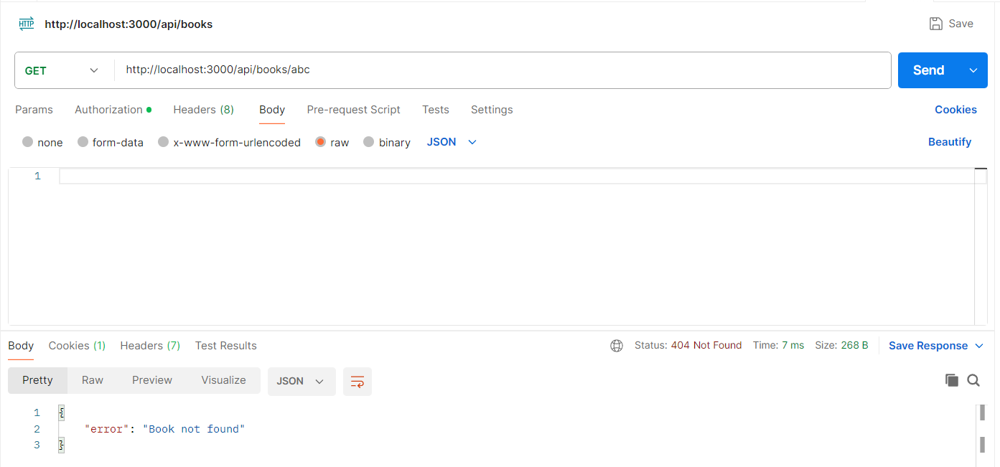 HTTP http://localhost:3000/api/books Save
GET http://localhost:3000/api/books/abc Send
Params Authorization Headers (8) Body Pre-request Script Tests Settings Cookies
none form-data x-www-form-urlencoded raw binary JSON Beautify
1
Body Cookies (1) Headers (7) Test Results Status: 404 Not Found Time: 7 ms Size: 268 B Save Response
Pretty Raw Preview Visualize JSON
1 {
2 "error": "Book not found"
3 }